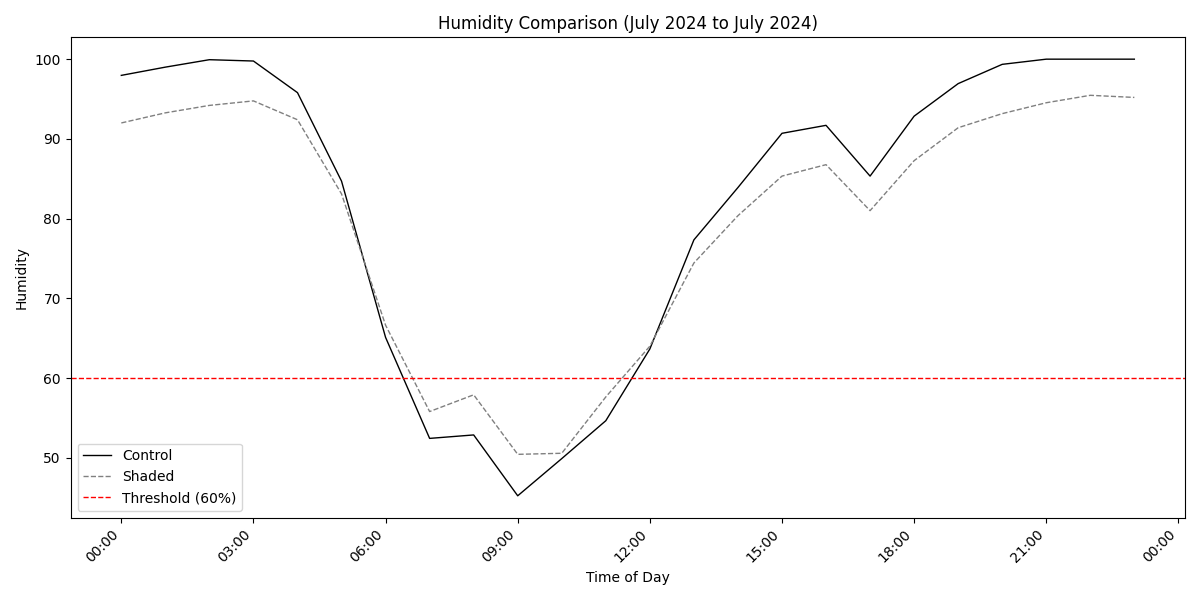 Humidity Comparison (July 2024 to July 2024)
100
90
80
70
60
50
Humidity
Control
Shaded
Threshold (60%)
00:00
03:00
06:00
09:00
12:00
15:00
18:00
21:00
00:00
Time of Day